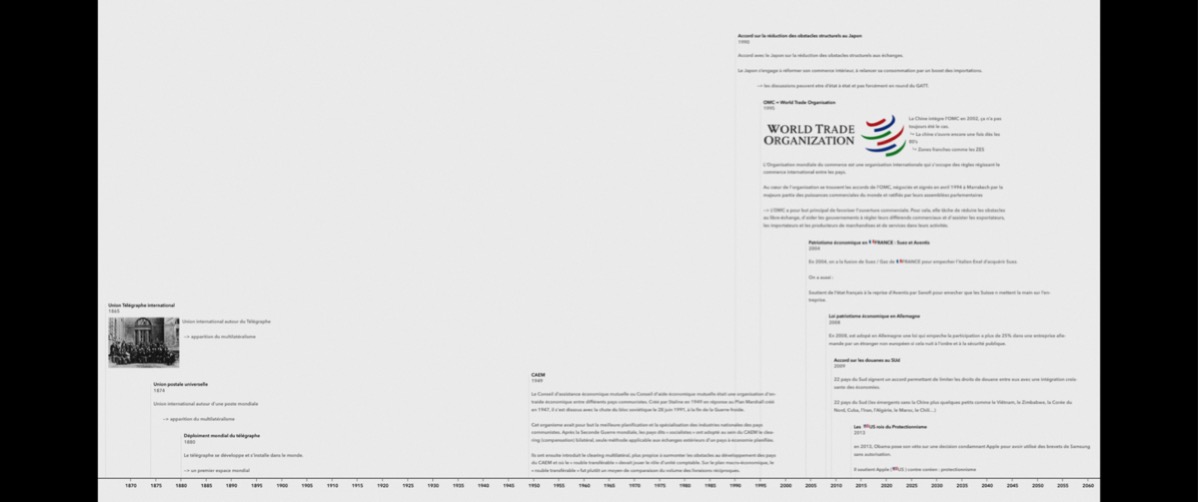 Accord sur la réduction des obstacles structurels au Japon
1990
Accord avec le Japon sur la réduction des obstacles structurels aux échanges.
Le Japon s'engage à réformer son commerce intérieur, à relancer sa consommation par un boost des importations.
--> les discussions peuvent etre d'état à état et pas forcément en round du GATT.
OMC = World Trade Organisation
1995
WORLD TRADE
ORGANIZATION
La Chine intègre l'OMC en 2002, ça n'a pas
toujours été le cas.
La chine s'ouvre encore une fois dès les
80's
Zones franches comme les ZES
L'Organisation mondiale du commerce est une organisation internationale qui s'occupe des règles régissant le
commerce international entre les pays.
Au cœur de l'organisation se trouvent les accords de l'OMC, négociés et signés en avril 1994 à Marrakech par la
majeure partie des puissances commerciales du monde et ratifiés par leurs assemblées parlementaires
--> L'OMC a pour but principal de favoriser l'ouverture commerciale. Pour cela, elle tâche de réduire les obstacles
au libre-échange, d'aider les gouvernements à régler leurs différends commerciaux et d'assister les exportateurs,
les importateurs et les producteurs de marchandises et de services dans leurs activités.
Patriotisme économique en FRANCE : Suez et Aventis
2004
En 2004, on a la fusion de Suez / Gaz de FRANCE pour empecher l'italien Enel d'acquérir Suez.
On a aussi :
Soutient de l'état français à la reprise d'Aventis par Sanofi pour empecher que les Suisse n mettent la main sur l'en-
treprise.
Union Télégraphe international
1865
Union international autour du Télégraphe
--> apparition du multilatéralisme
Loi patriotisme économique en Allemagne
2008
En 2008, est adopté en Allemagne une loi qui empeche la participation a plus de 25% dans une entreprise alle-
mande par un étranger non européen si cela nuit à l'ordre et à la sécurité publique.
Accord sur les douanes au SUd
2009
22 pays du Sud signent un accord permettant de limiter les droits de douane entre eux avec une intégration crois-
sante des économies.
22 pays du Sud (les émergents sans la Chine plus quelques petits comme le Viêtnam, le Zimbabwe, la Corée du
Nord, Cuba, l'Iran, l'Algérie, le Maroc, le Chili...)
Union postale universelle
1874
Union international autour d'une poste mondiale
--> apparition du multilatéralisme
CAEM
1949
Le Conseil d'assistance économique mutuelle ou Conseil d'aide économique mutuelle était une organisation d'en-
traide économique entre différents pays communistes. Créé par Staline en 1949 en réponse au Plan Marshall créé
en 1947, il s'est dissous avec la chute du bloc soviétique le 28 juin 1991, à la fin de la Guerre froide.
Cet organisme avait pour but la meilleure planification et la spécialisation des industries nationales des pays
communistes. Après la Seconde Guerre mondiale, les pays dits « socialistes » ont adopté au sein du CAEM le clea-
ring (compensation) bilatéral, seule méthode applicable aux échanges extérieurs d'un pays à économie planifiée.
Ils ont ensuite introduit le clearing multilatéral, plus propice à surmonter les obstacles au développement des pays
du CAEM et où le « rouble transférable » devait jouer le rôle d'unité comptable. Sur le plan macro-économique, le
« rouble transférable » fut plutôt un moyen de comparaison du volume des livraisons réciproques.
Les US rois du Protectionnisme
2013
en 2013, Obama pose son véto sur une décision condamnant Apple pour avoir utilisé des brevets de Samsung
sans autorisation.
Il soutient Apple ( US ) contre coréen : protectionnisme
Déploiment mondial du télégraphe
1880
Le télégraphe se développe et s'installe dans le monde.
--> un premier espace mondial
1870 1875 1880 1885 1890 1895 1900 1905 1910 1915 1920 1925 1930 1935 1940 1945 1950 1955 1960 1965 1970 1975 1980 1985 1990 1995 2000 2005 2010 2015 2020 2025 2030 2035 2040 2045 2050 2055 2060